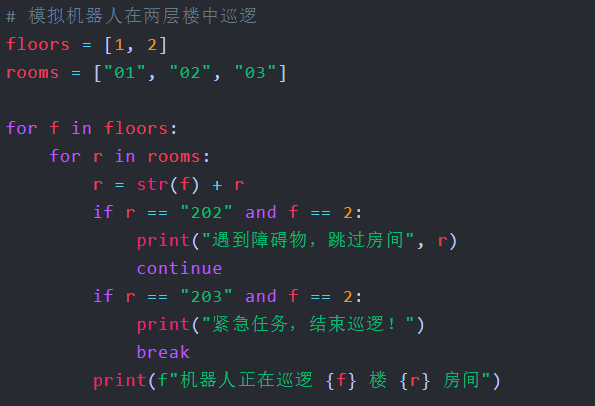 # 模拟机器人在两层楼中巡逻
floors = [1, 2]
rooms = ["01", "02", "03"]

for f in floors:
    for r in rooms:
        r = str(f) + r
        if r == "202" and f == 2:
            print("遇到障碍物，跳过房间", r)
            continue
        if r == "203" and f == 2:
            print("紧急任务，结束巡逻！")
            break
        print(f"机器人正在巡逻 {f} 楼 {r} 房间")